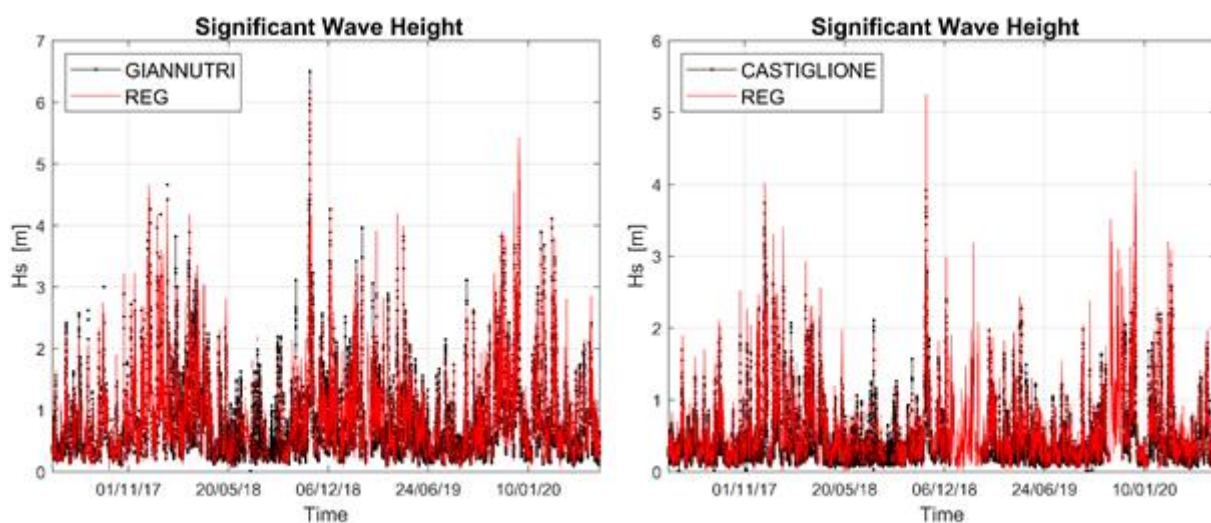 Significant Wave Height
7
6
5
4
3
2
1
0
Hs [m]
GIANNUTRI
REG
01/11/17 20/05/18 06/12/18 24/06/19 10/01/20
Time
Significant Wave Height
6
5
4
3
2
1
0
Hs [m]
CASTIGLIONE
REG
01/11/17 20/05/18 06/12/18 24/06/19 10/01/20
Time